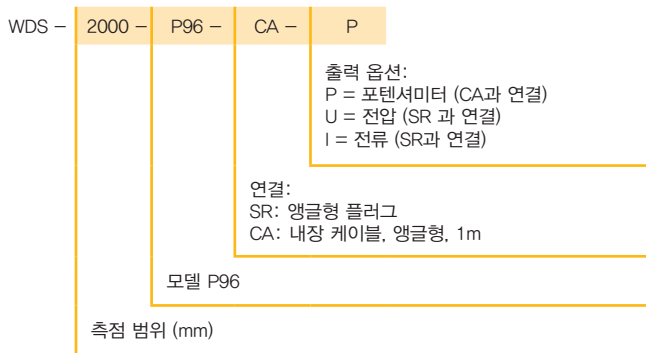 WDS – 2000 – P96 – CA – P
출력 옵션:
P = 포텐셔미터 (CA과 연결)
U = 전압 (SR 과 연결)
I = 전류 (SR과 연결)
연결:
SR: 앵글형 플러그
CA: 내장 케이블, 앵글형, 1m
모델 P96
측점 범위 (mm)